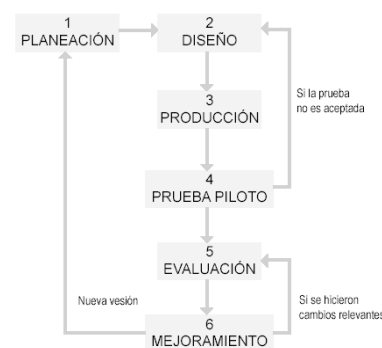 1
PLANEACIÓN
2
DISEÑO
3
PRODUCCIÓN
Si la prueba
no es aceptada
4
PRUEBA PILOTO
5
EVALUACIÓN
Nueva vesión
Si se hicieron
cambios relevantes
6
MEJORAMIENTO